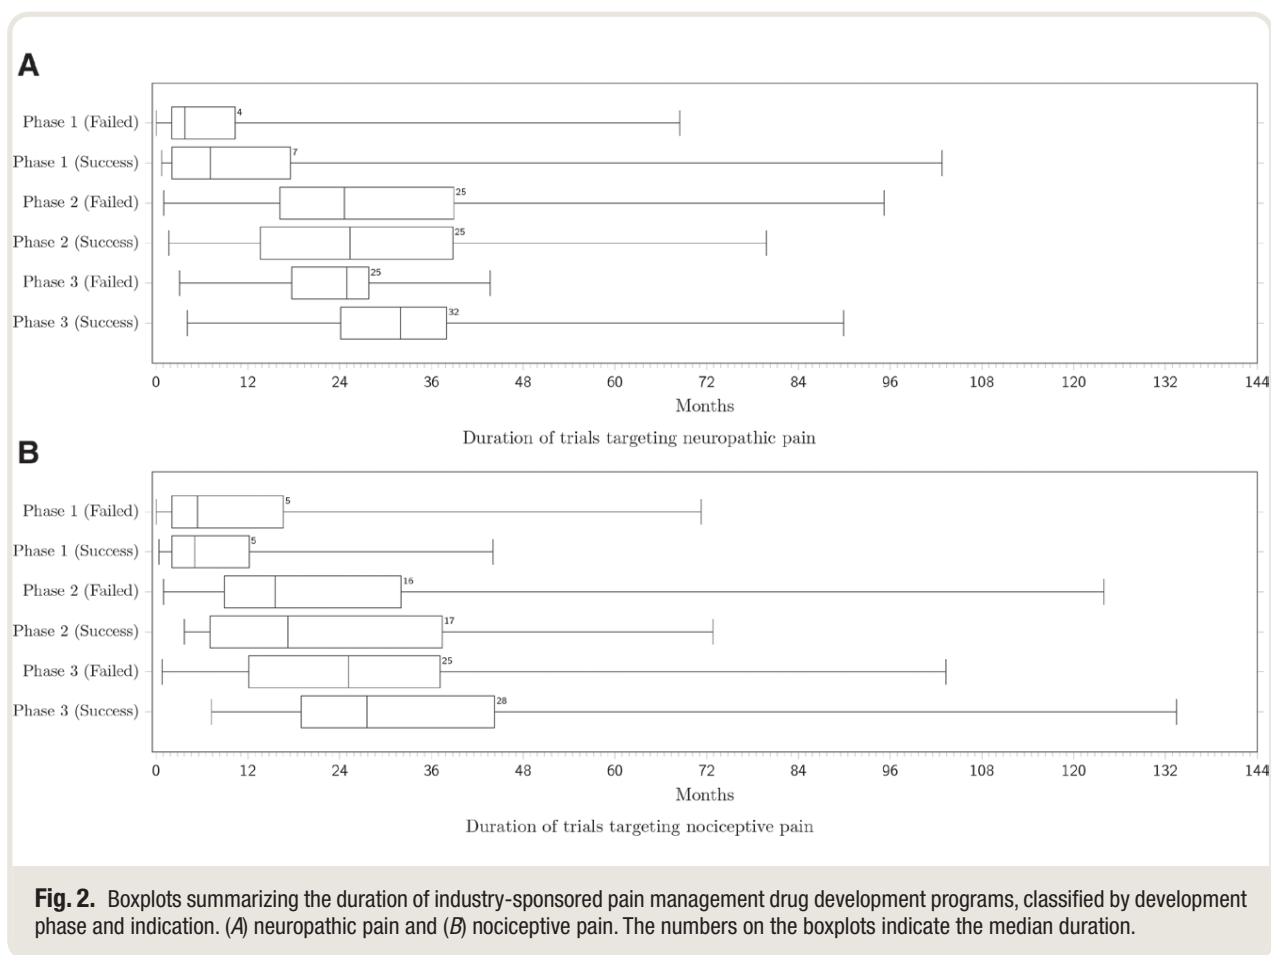 A
Phase 1 (Failed) 4
Phase 1 (Success) 7
Phase 2 (Failed) 25
Phase 2 (Success) 25
Phase 3 (Failed) 25
Phase 3 (Success) 32
0 12 24 36 48 60 72 84 96 108 120 132 144
Months
Duration of trials targeting neuropathic pain
B
Phase 1 (Failed) 5
Phase 1 (Success) 5
Phase 2 (Failed) 16
Phase 2 (Success) 17
Phase 3 (Failed) 25
Phase 3 (Success) 28
0 12 24 36 48 60 72 84 96 108 120 132 144
Months
Duration of trials targeting nociceptive pain
Fig. 2. Boxplots summarizing the duration of industry-sponsored pain management drug development programs, classified by development
phase and indication. (A) neuropathic pain and (B) nociceptive pain. The numbers on the boxplots indicate the median duration.